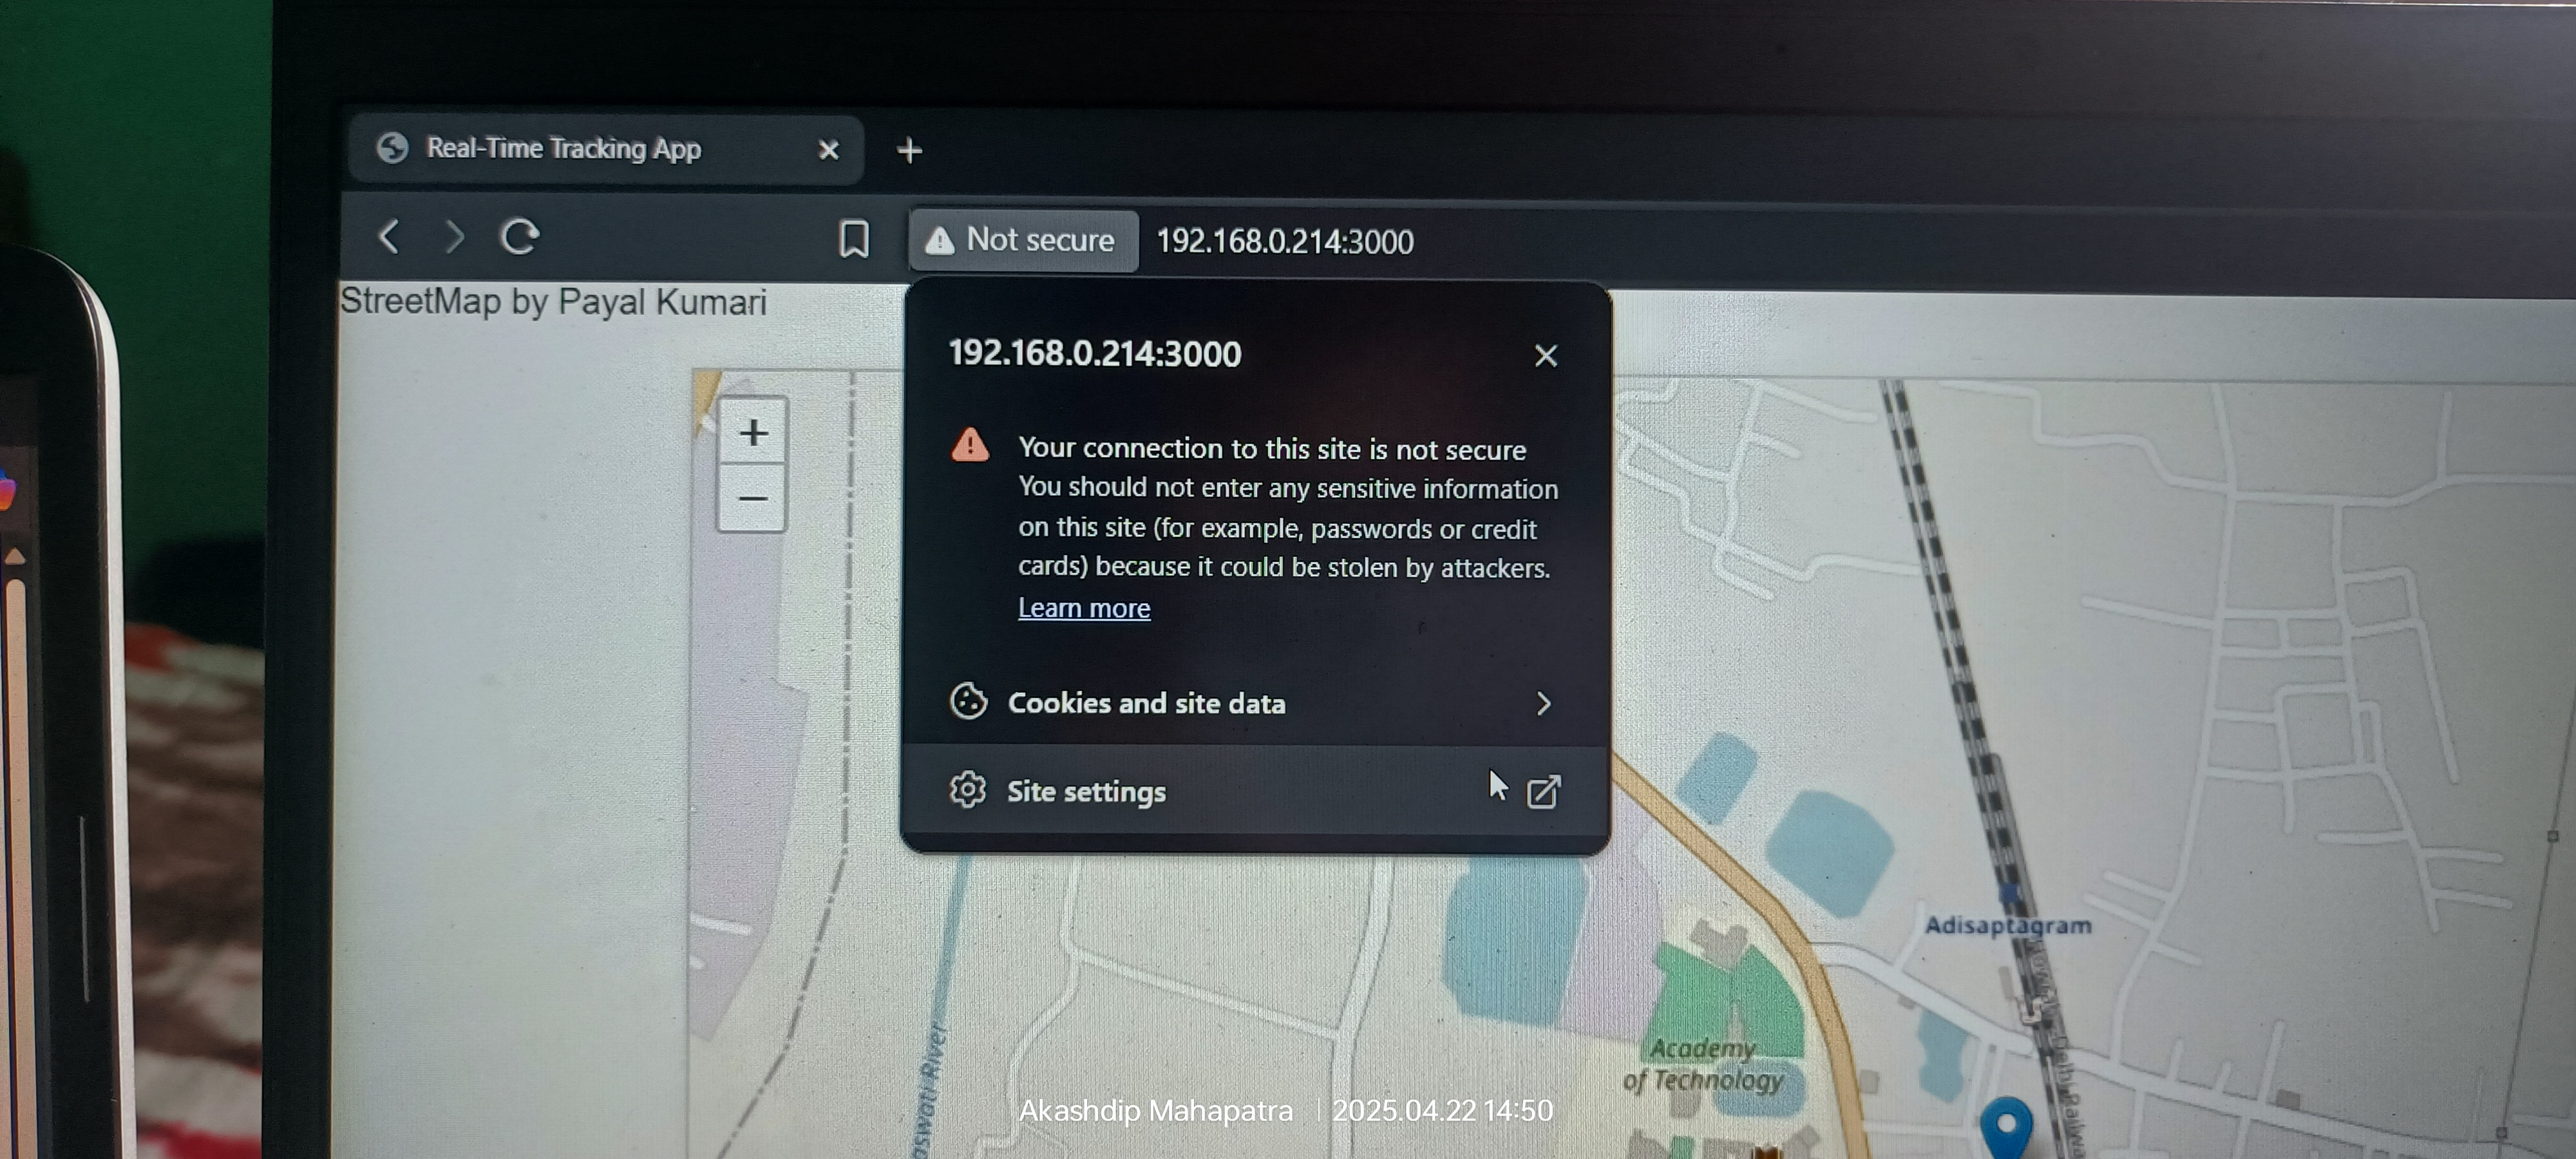 Real-Time Tracking App
Not secure
192.168.0.214:3000
StreetMap by Payal Kumari
192.168.0.214:3000
+
−
Your connection to this site is not secure
You should not enter any sensitive information
on this site (for example, passwords or credit
cards) because it could be stolen by attackers.
Learn more
Cookies and site data
Site settings
Adisaptagram
Academy
of Technology
River
Akashdip Mahapatra | 2025.04.22 14:50